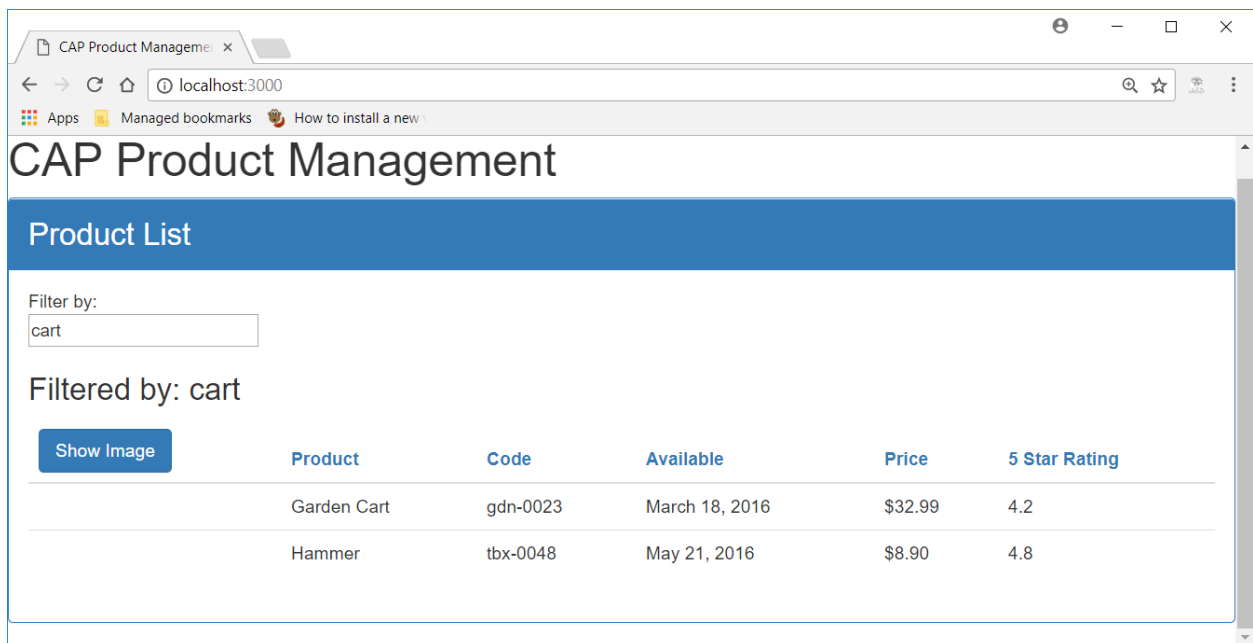 CAP Product Manageme
localhost:3000
Apps Managed bookmarks How to install a new
CAP Product Management
Product List
Filter by:
cart
Filtered by: cart
Show Image Product Code Available Price 5 Star Rating
Garden Cart gdn-0023 March 18, 2016 $32.99 4.2
Hammer tbx-0048 May 21, 2016 $8.90 4.8